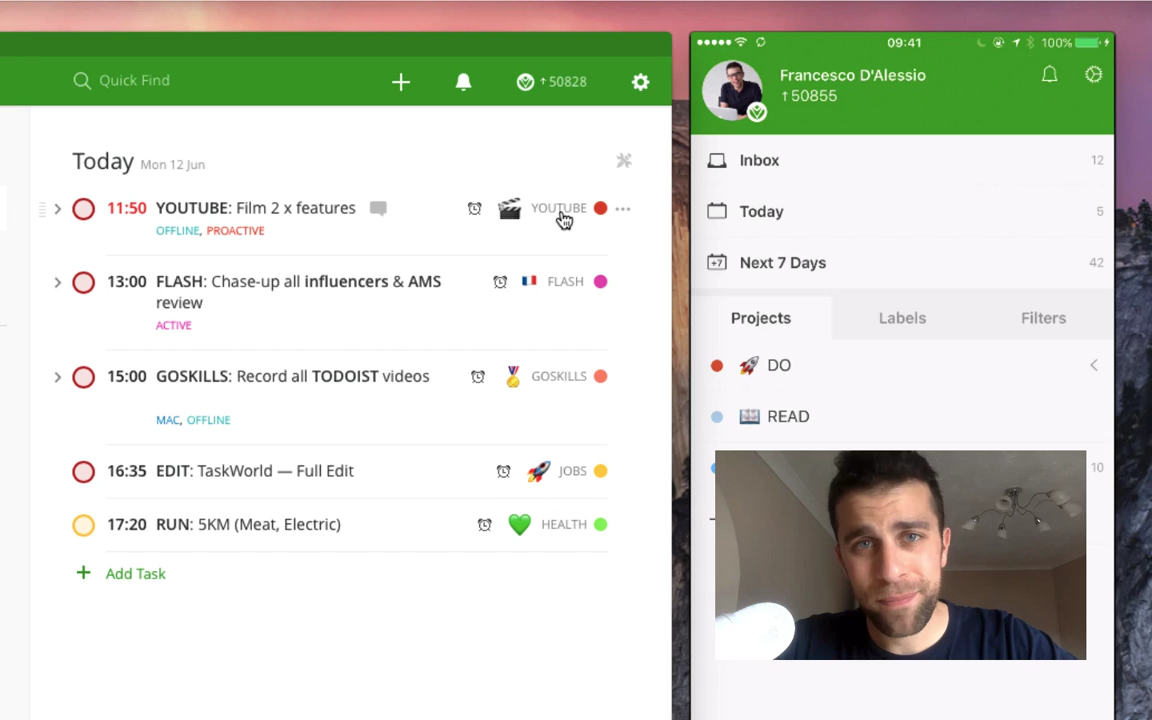 Quick Find
↑50828
Today Mon 12 Jun
11:50 YOUTUBE: Film 2 x features
YOUTUBE
OFFLINE, PROACTIVE
13:00 FLASH: Chase-up all influencers & AMS
review
FLASH
ACTIVE
15:00 GOSKILLS: Record all TODOIST videos
GOSKILLS
MAC, OFFLINE
16:35 EDIT: TaskWorld — Full Edit
JOBS
17:20 RUN: 5KM (Meat, Electric)
HEALTH
+ Add Task
09:41
100%
Francesco D'Alessio
↑50855
Inbox 12
Today 5
+7 Next 7 Days 42
Projects Labels Filters
DO
READ
10